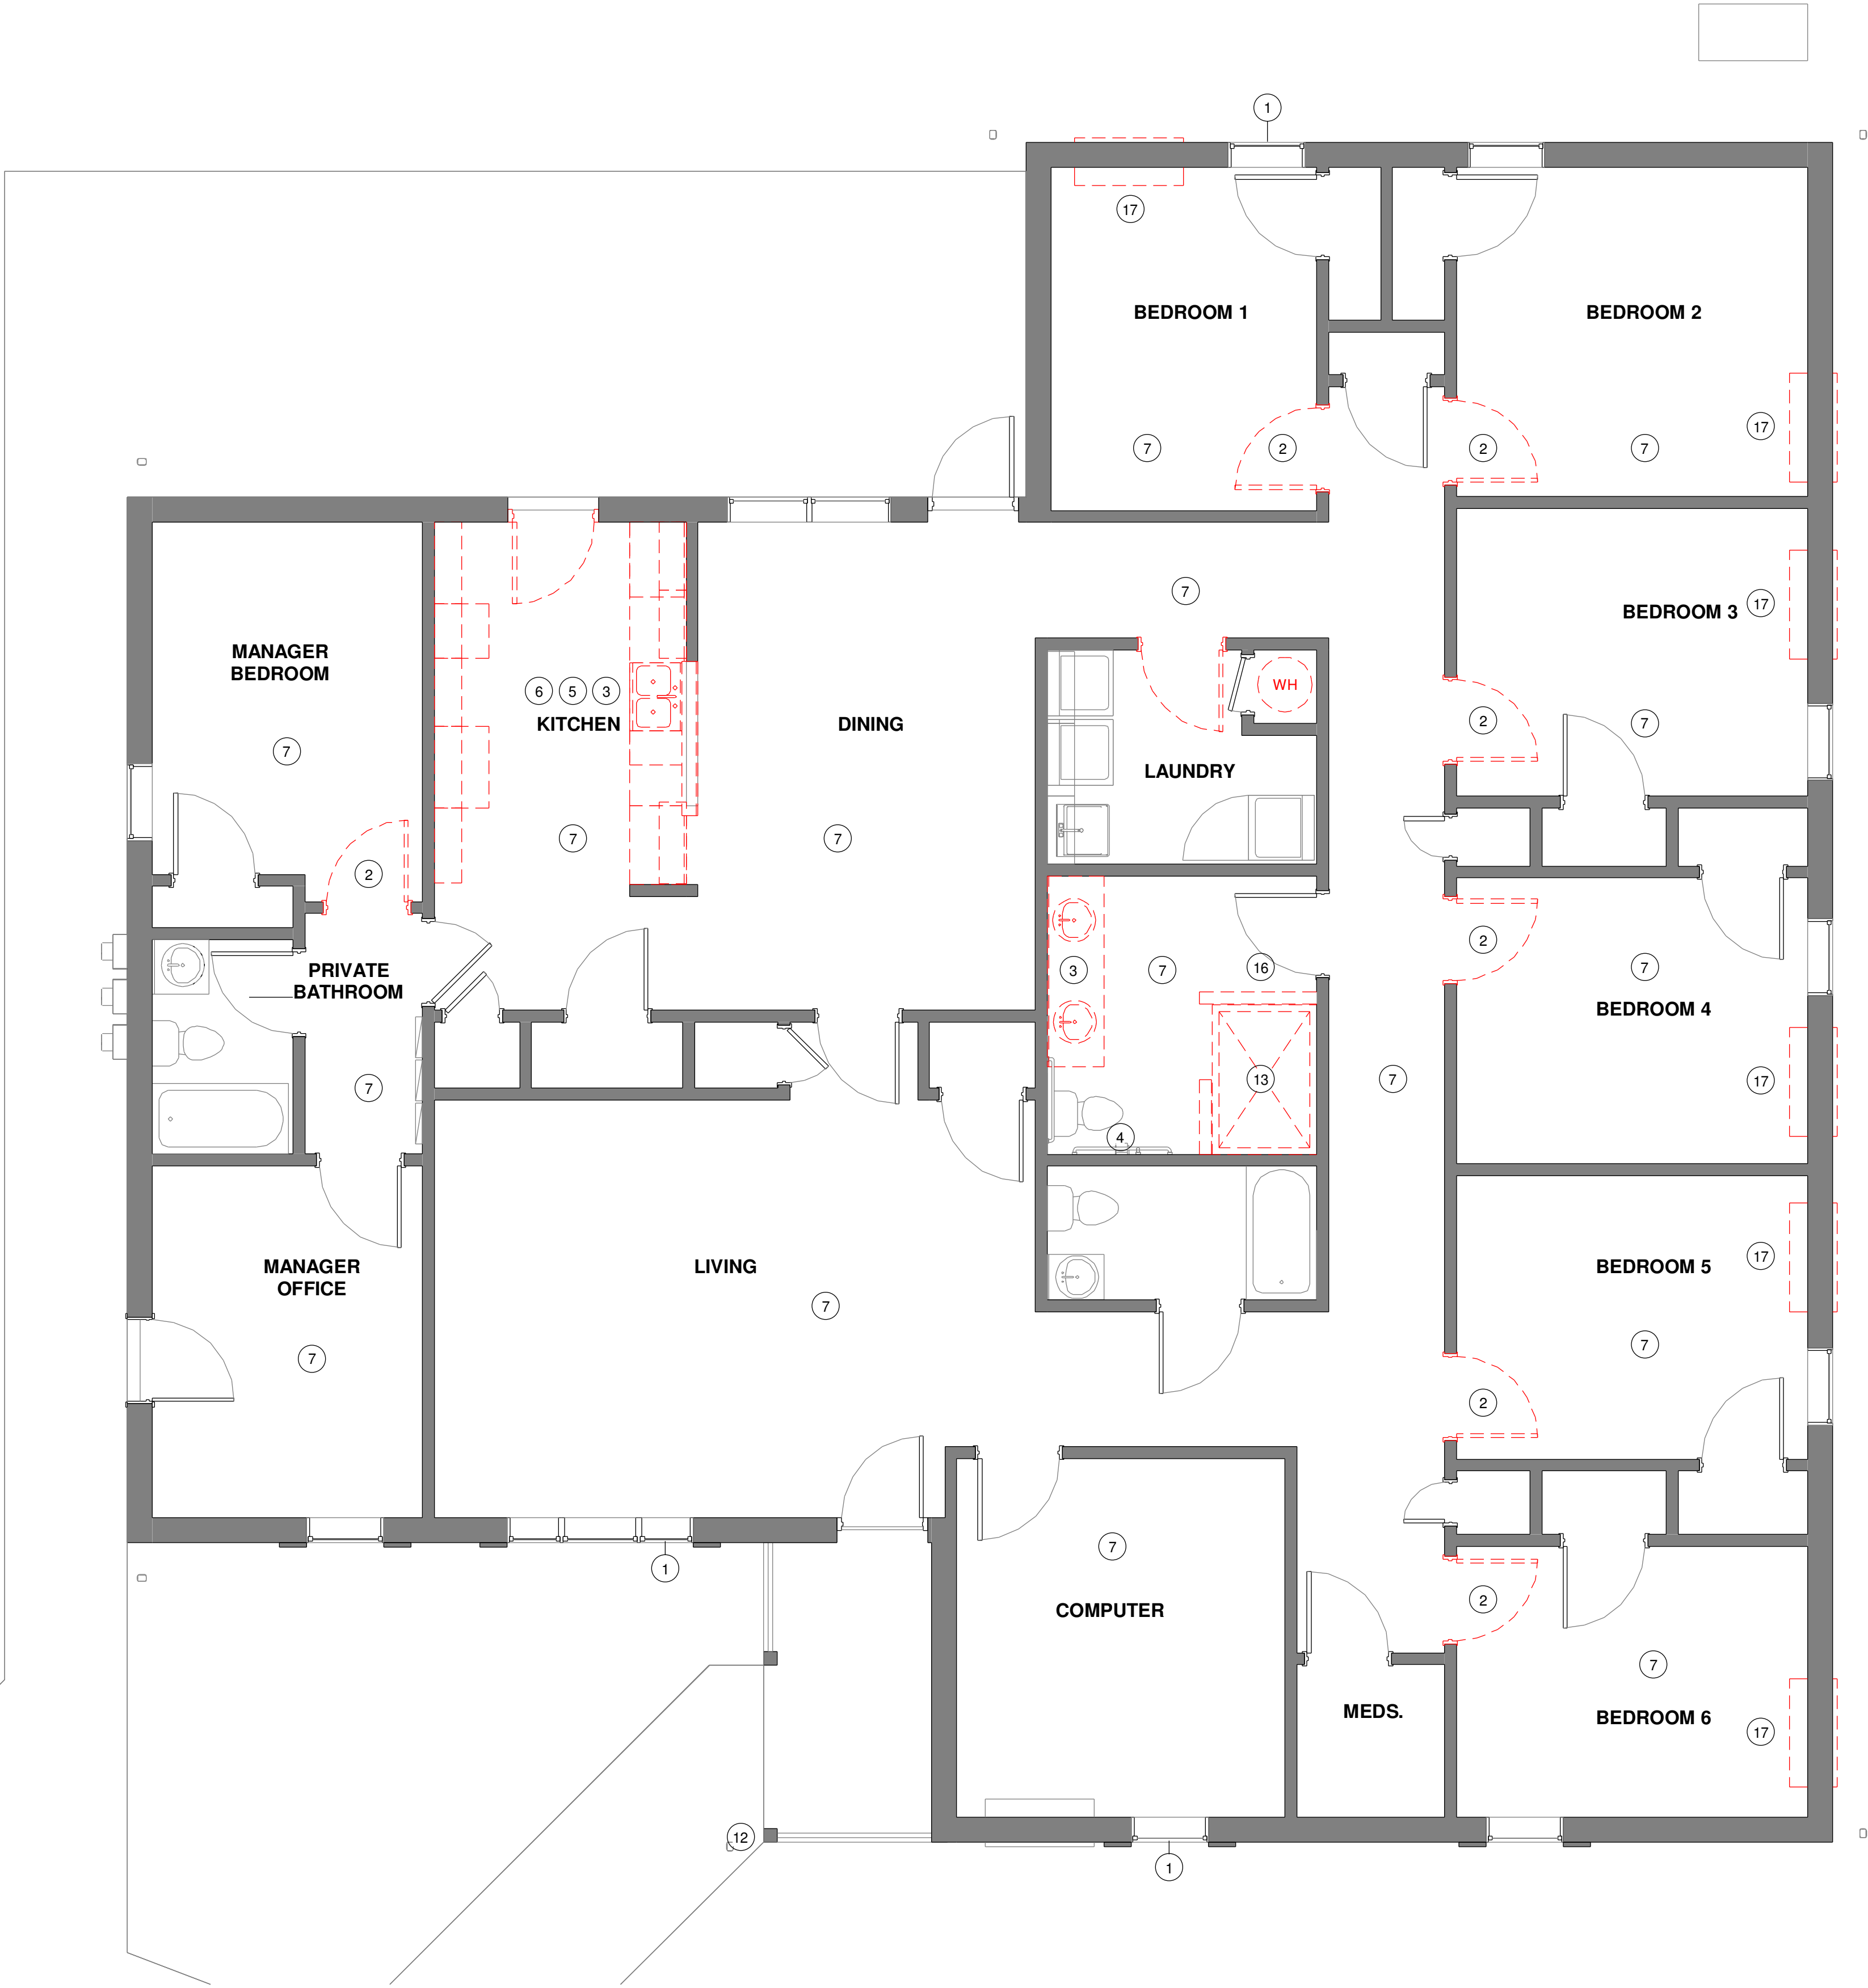 1
17
BEDROOM 1
BEDROOM 2
17
7
2
2
7
7
BEDROOM 3
17
MANAGER
BEDROOM
7
6 5 3
KITCHEN
7
DINING
7
WH
LAUNDRY
2
7
2
PRIVATE
BATHROOM
7
3
7
16
13
4
7
2
7
BEDROOM 4
17
MANAGER
OFFICE
7
LIVING
7
BEDROOM 5
17
7
2
1
7
COMPUTER
2
7
MEDS.
BEDROOM 6
17
12
1